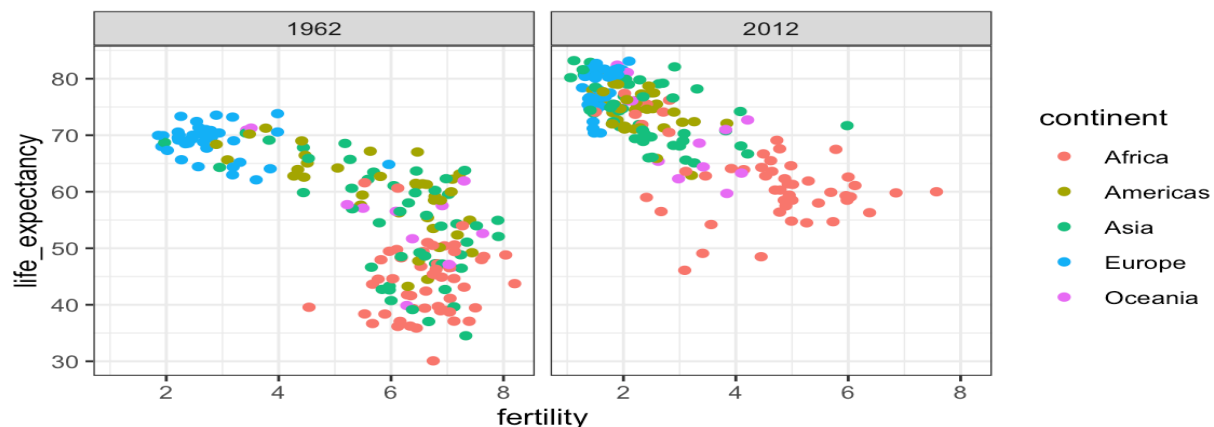 1962
2012
80
70
60
50
40
30
life_expectancy
2
4
6
8
2
4
6
8
fertility
continent
Africa
Americas
Asia
Europe
Oceania